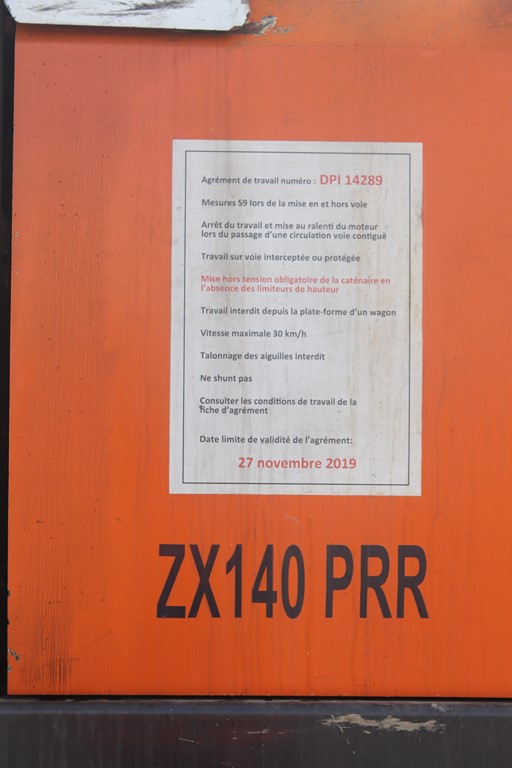 Agrément de travail numéro : DPI 14289
Mesures S9 lors de la mise en et hors voie
Arrêt du travail et mise au ralenti du moteur
lors du passage d'une circulation voie contiguë
Travail sur voie interceptée ou protégée
Mise hors tension obligatoire de la caténaire en
l'absence des limiteurs de hauteur
Travail interdit depuis la plate-forme d'un wagon
Vitesse maximale 30 km/h
Talonnage des aiguilles interdit
Ne shunt pas
Consulter les conditions de travail de la
fiche d'agrément
Date limite de validité de l'agrément:
27 novembre 2019
ZX140 PRR